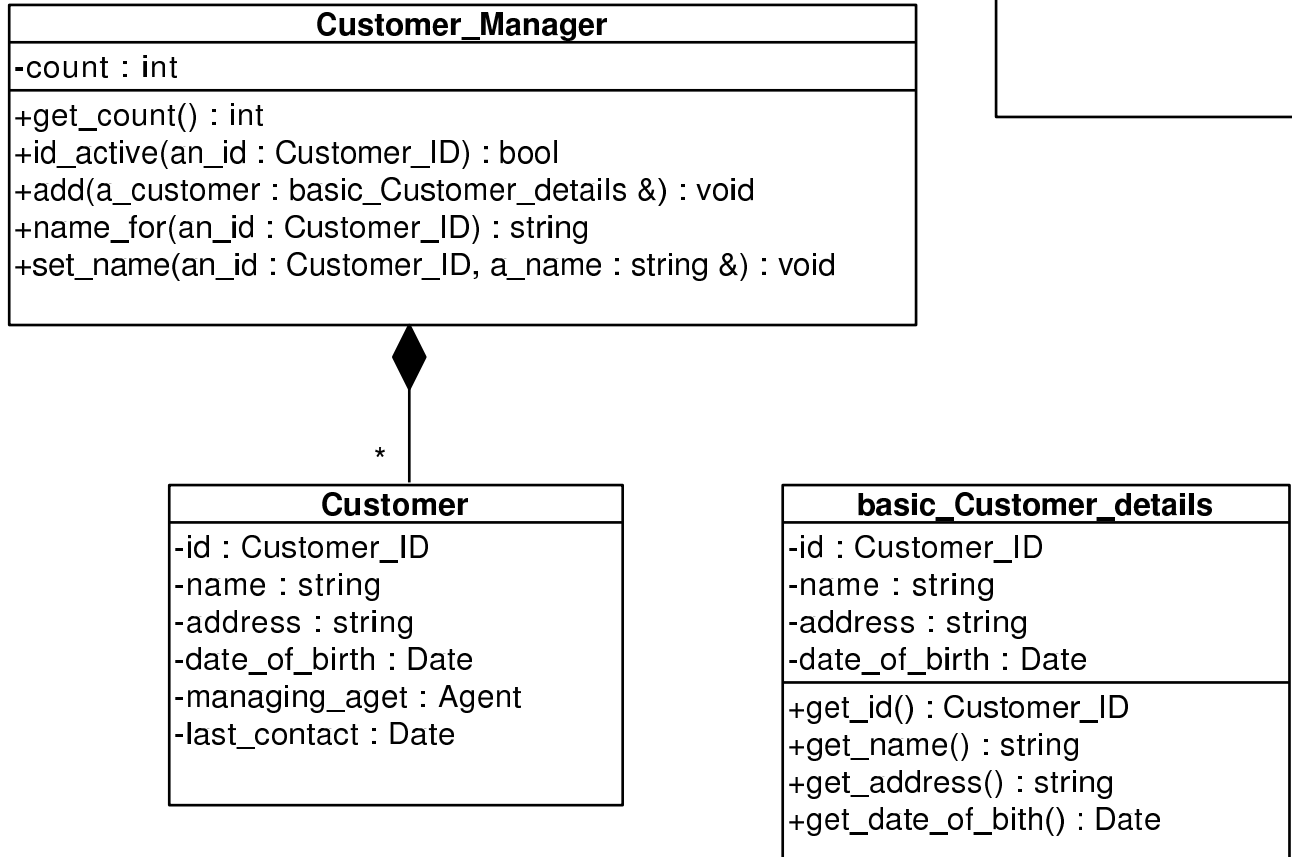 Customer_Manager
-count : int
+get_count() : int
+id_active(an_id : Customer_ID) : bool
+add(a_customer : basic_Customer_details &) : void
+name_for(an_id : Customer_ID) : string
+set_name(an_id : Customer_ID, a_name : string &) : void
*
Customer
-id : Customer_ID
-name : string
-address : string
-date_of_birth : Date
-managing_aget : Agent
-last_contact : Date
basic_Customer_details
-id : Customer_ID
-name : string
-address : string
-date_of_birth : Date
+get_id() : Customer_ID
+get_name() : string
+get_address() : string
+get_date_of_bith() : Date